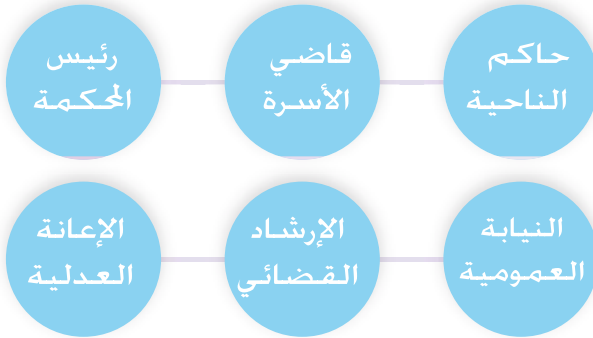 حاكم
الناحية
قاضي
الأسرة
رئيس
المحكمة
النيابة
العمومية
الإرشاد
القضائي
الإعانة
العدلية